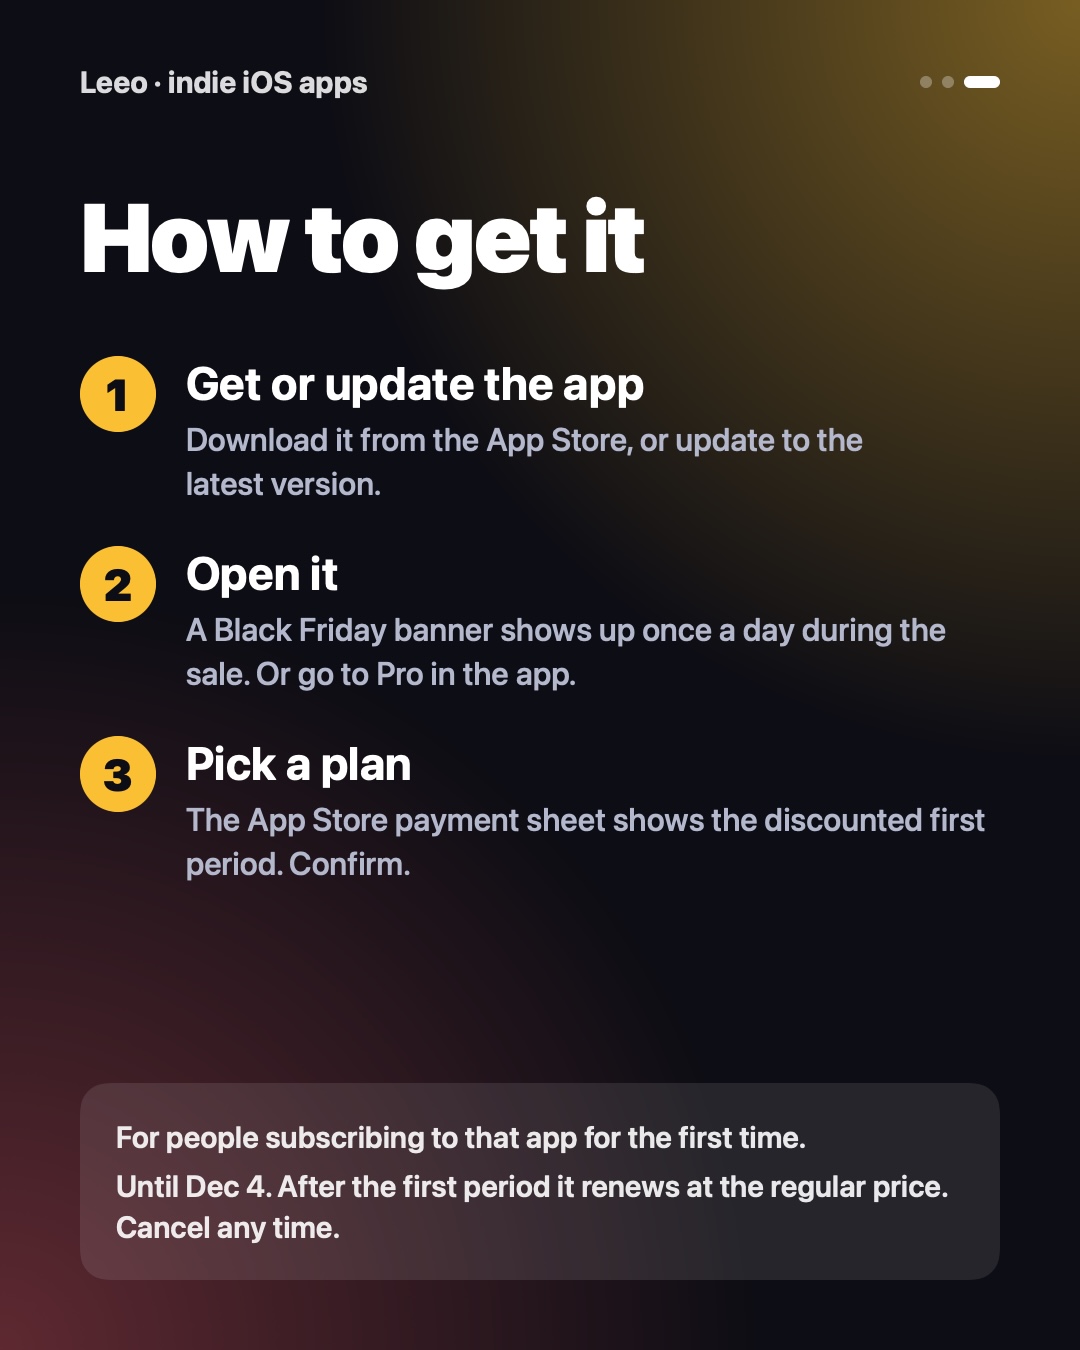 Leeo · indie iOS apps
How to get it
1
Get or update the app
Download it from the App Store, or update to the
latest version.
2
Open it
A Black Friday banner shows up once a day during the
sale. Or go to Pro in the app.
3
Pick a plan
The App Store payment sheet shows the discounted first
period. Confirm.
For people subscribing to that app for the first time.
Until Dec 4. After the first period it renews at the regular price.
Cancel any time.